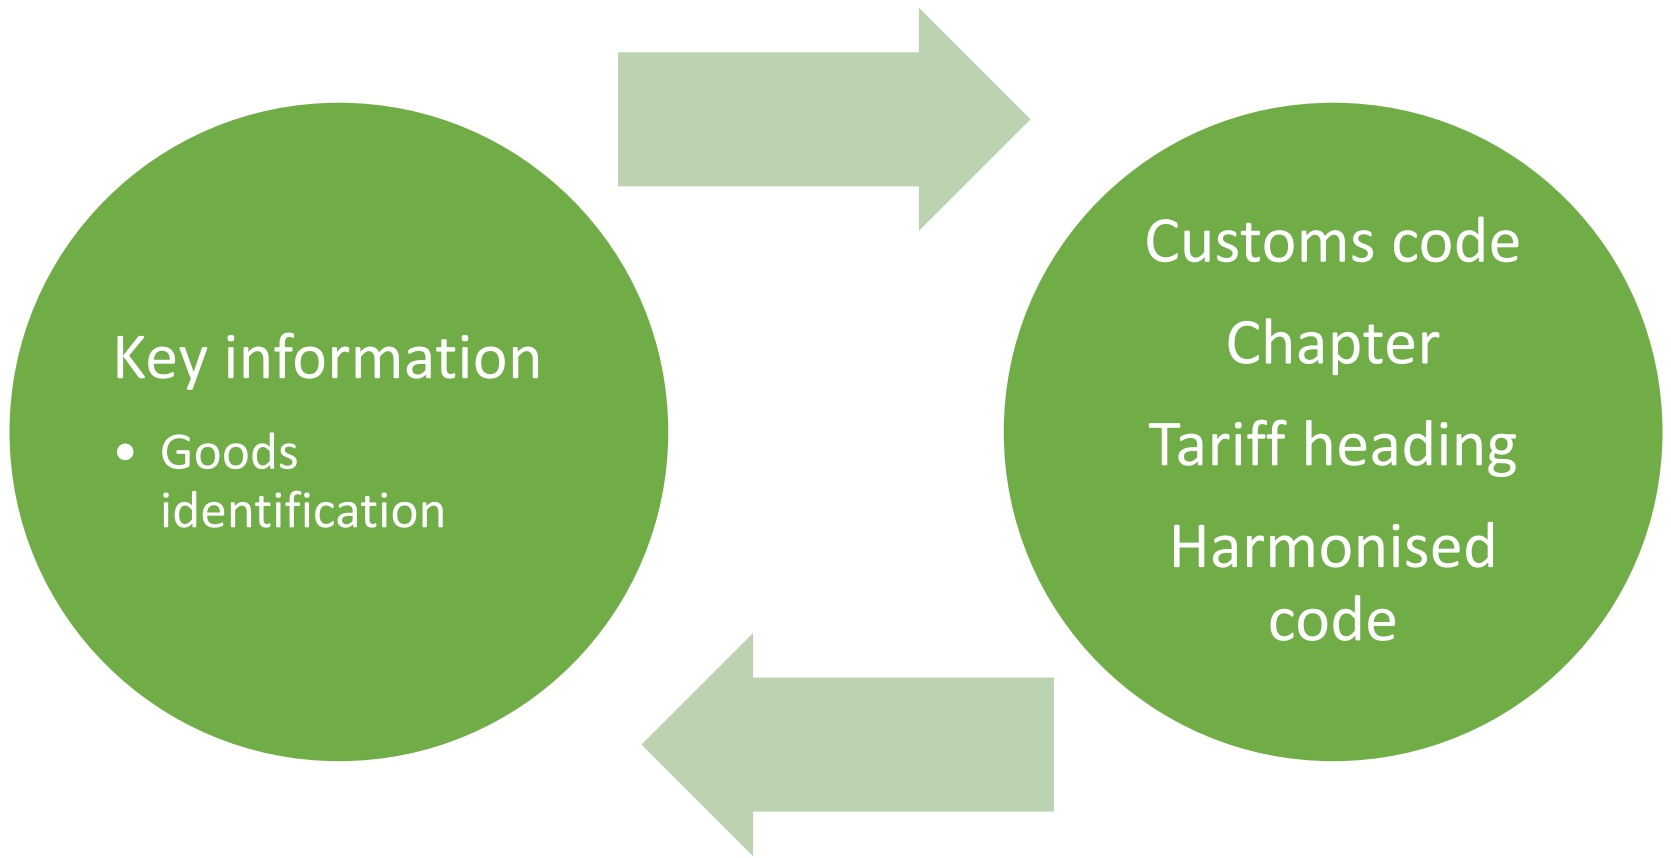 Key information
• Goods
identification
Customs code
Chapter
Tariff heading
Harmonised
code